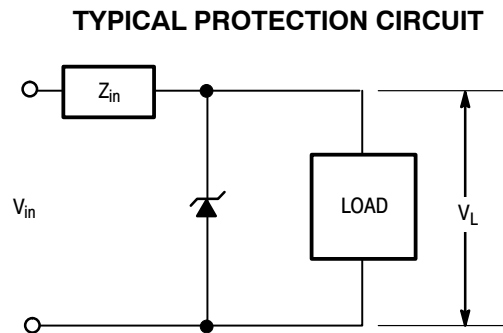 TYPICAL PROTECTION CIRCUIT
Zin
Vin
LOAD
VL